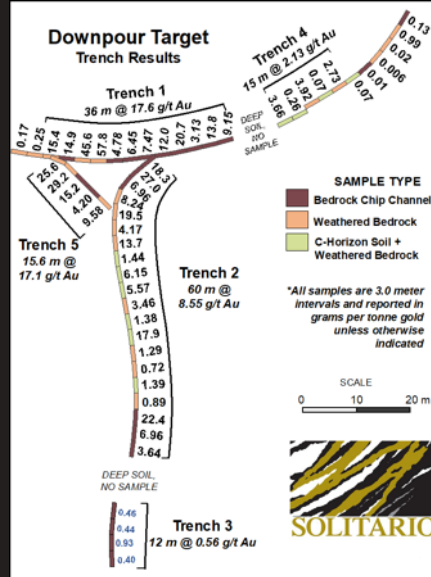 Downpour Target
Trench Results
Trench 1
36 m @ 17.6 g/t Au
0.17
0.25
15.4
14.9
45.6
57.8
4.78
6.45
7.47
12.0
20.7
3.13
13.8
9.15
DEEP
SOIL,
NO
SAMPLE
Trench 4
15 m @ 2.13 g/t Au
3.66
0.26
3.92
0.07
2.73
0.07
0.01
0.006
0.02
0.99
0.13
25.6
29.2
15.2
4.20
9.58
Trench 5
15.6 m @
17.1 g/t Au
18.3
27.0
6.96
8.24
19.5
4.17
13.7
1.44
6.15
5.57
3.46
1.38
17.9
1.29
0.72
1.39
0.89
22.4
6.96
3.64
Trench 2
60 m @
8.55 g/t Au
DEEP SOIL,
NO SAMPLE
0.46
0.44
0.93
0.40
Trench 3
12 m @ 0.56 g/t Au
SAMPLE TYPE
Bedrock Chip Channel
Weathered Bedrock
C-Horizon Soil +
Weathered Bedrock
*All samples are 3.0 meter
intervals and reported in
grams per tonne gold
unless otherwise
indicated
SCALE
0 10 20 m
SOLITARIO